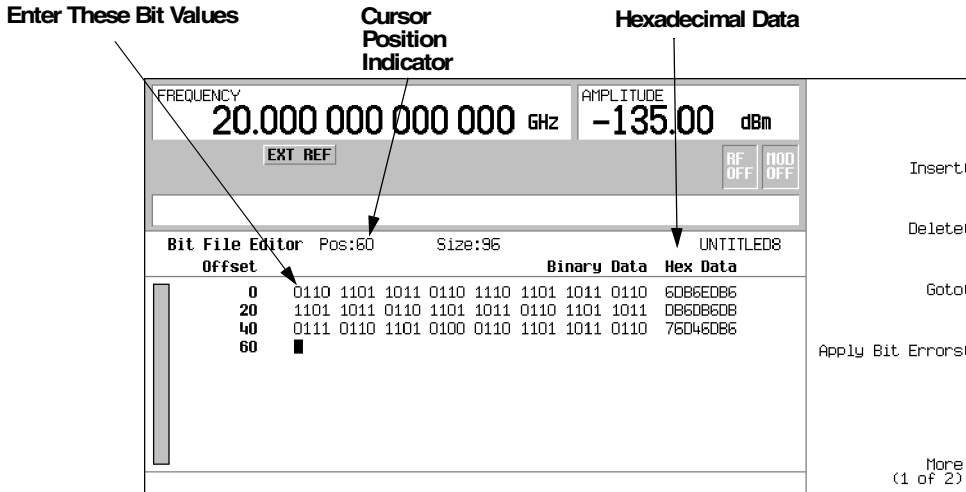 Enter These Bit Values
Cursor
Position
Indicator
Hexadecimal Data
FREQUENCY
20.000 000 000 000 GHz
AMPLITUDE
-135.00 dBm
EXT REF
RF
OFF
MOD
OFF
Insert
Delete
Goto
Apply Bit Errors
More
(1 of 2)
Bit File Editor Pos:60 Size:96 UNTITLED8
Offset Binary Data Hex Data
0 0110 1101 1011 0110 1110 1101 1011 0110 6DB6EDB6
20 1101 1011 0110 1101 1011 0110 1101 1011 DB6DB6DB
40 0111 0110 1101 0100 0110 1101 1011 0110 76D46DB6
60